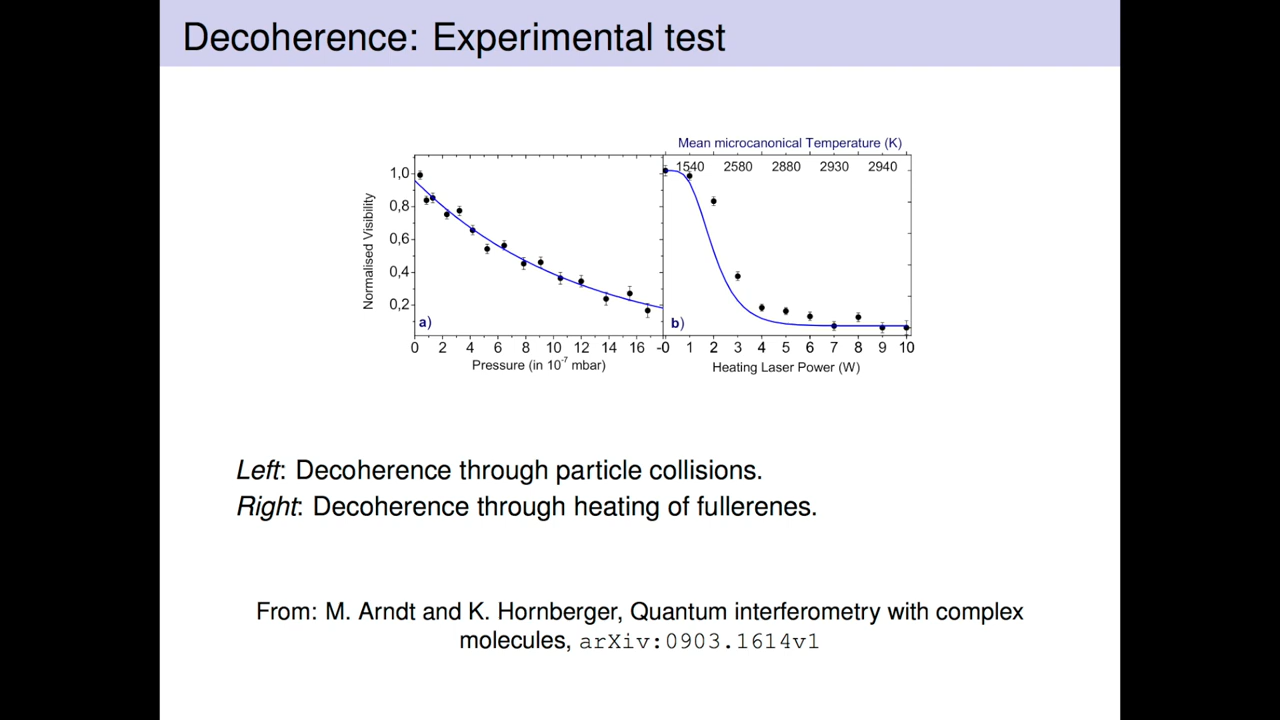 Decoherence: Experimental test
Mean microcanonical Temperature (K)
1540 2580 2880 2930 2940
Normalised Visibility
1,0
0,8
0,6
0,4
0,2
a)
b)
0 2 4 6 8 10 12 14 16
-0 1 2 3 4 5 6 7 8 9 10
Pressure (in 10⁻⁷ mbar)
Heating Laser Power (W)
Left: Decoherence through particle collisions.
Right: Decoherence through heating of fullerenes.
From: M. Arndt and K. Hornberger, Quantum interferometry with complex
molecules, arXiv:0903.1614v1